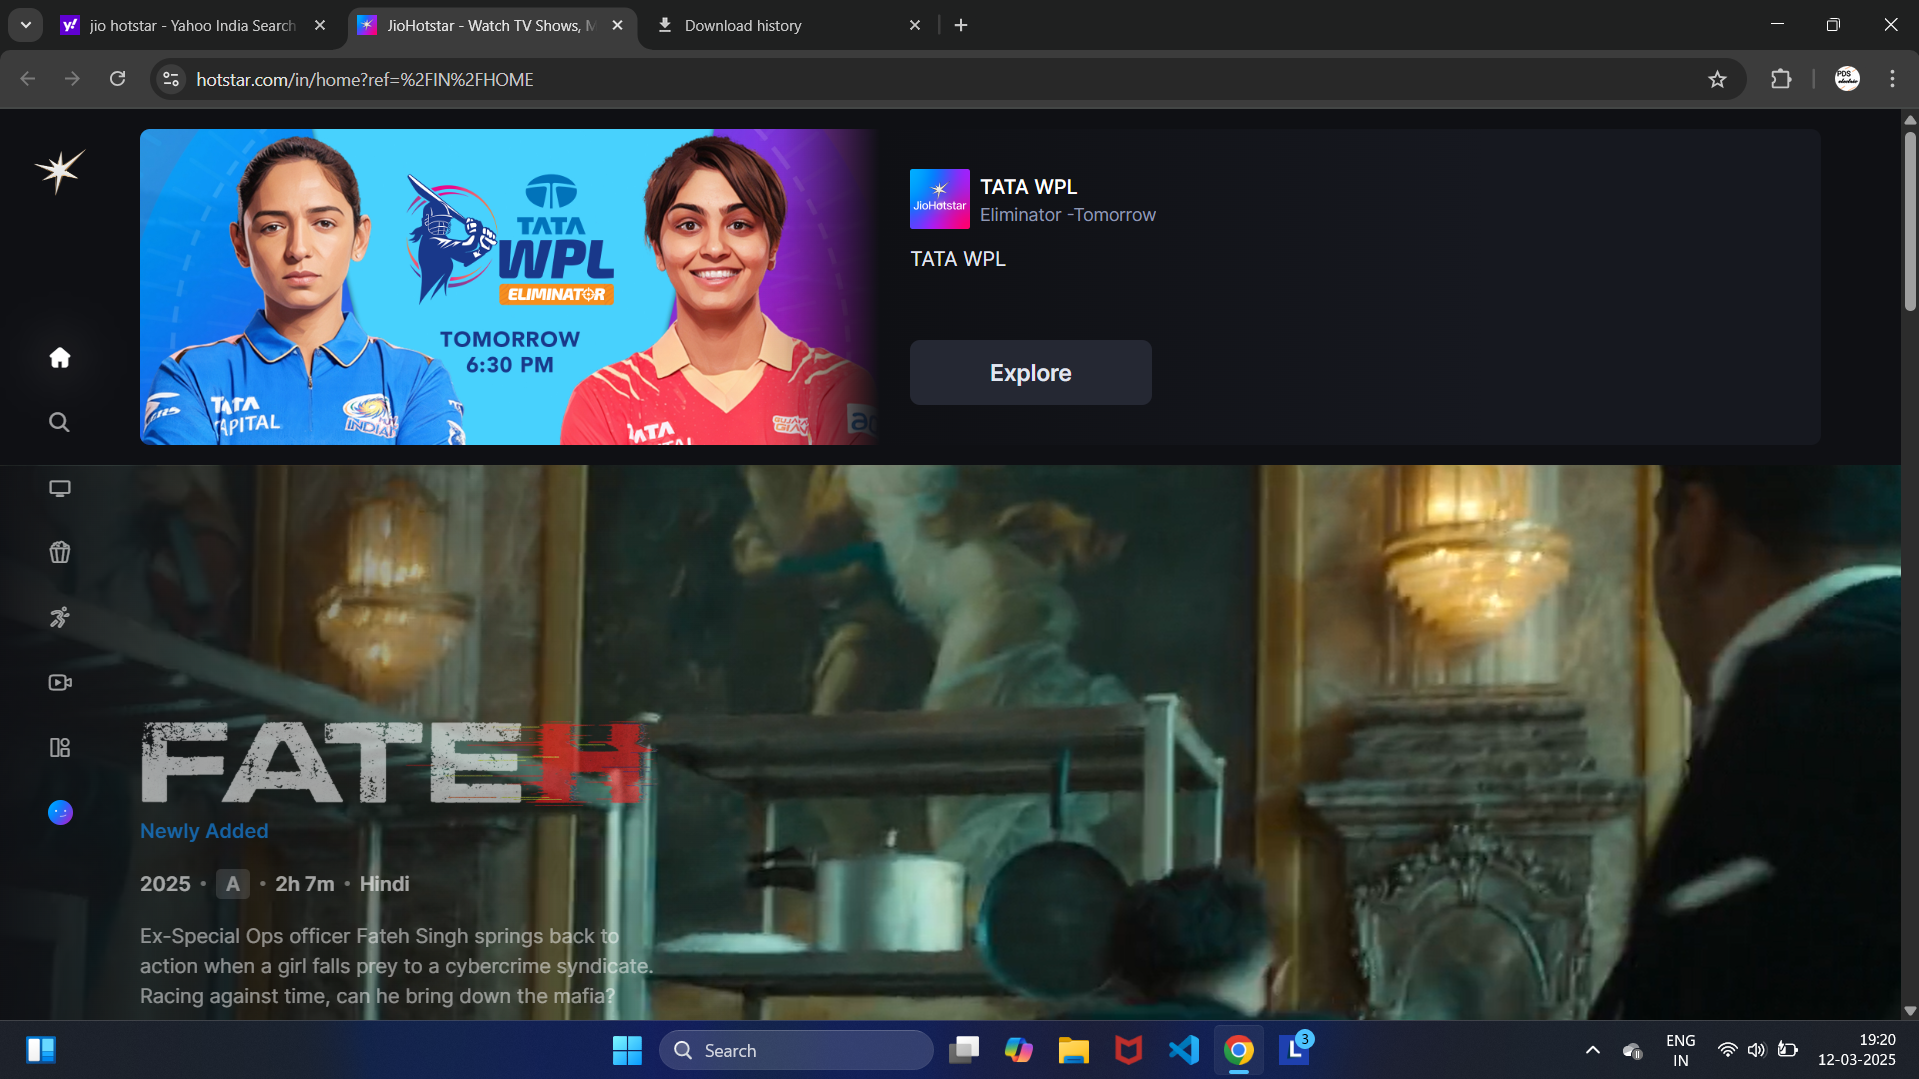 jio hotstar - Yahoo India Search
JioHotstar - Watch TV Shows, M
Download history
hotstar.com/in/home?ref=%2FIN%2FHOME
PDS
TATA
WPL
ELIMINATOR
TOMORROW
6:30 PM
TATA
CAPITAL
TATA
JioHotstar
TATA WPL
Eliminator -Tomorrow
TATA WPL
Explore
FATEH
Newly Added
2025 • A • 2h 7m • Hindi
Ex-Special Ops officer Fateh Singh springs back to
action when a girl falls prey to a cybercrime syndicate.
Racing against time, can he bring down the mafia?
Search
L
3
ENG
IN
19:20
12-03-2025